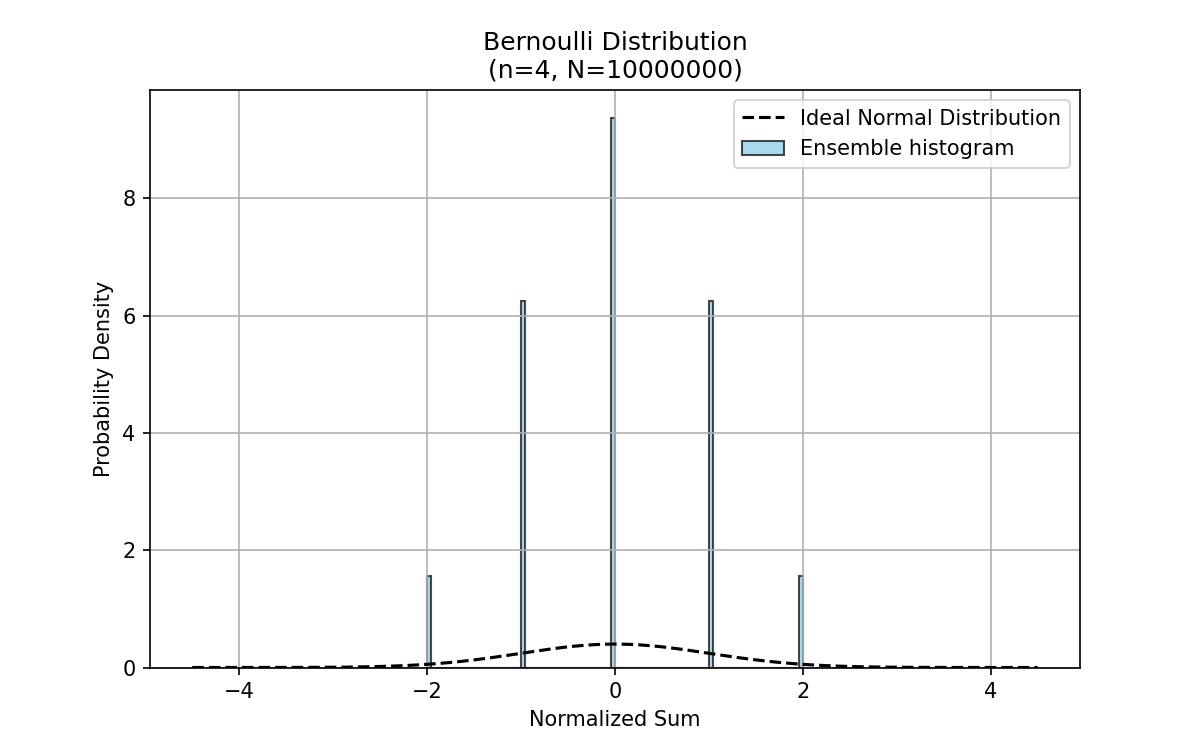 Bernoulli Distribution
(n=4, N=10000000)
Ideal Normal Distribution
Ensemble histogram
Probability Density
8
6
4
2
0
−4
−2
0
2
4
Normalized Sum